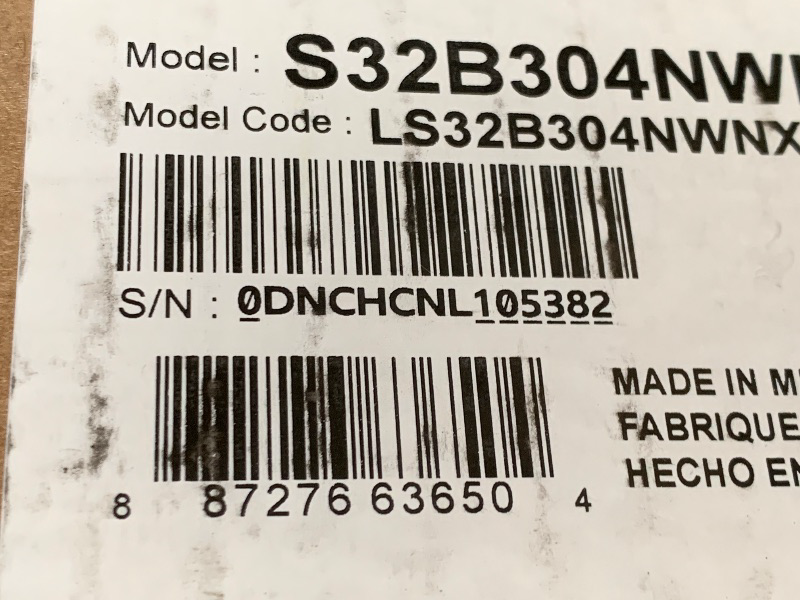 Model : S32B304NW
Model Code : LS32B304NWNX
S/N : 0DNCHCNL105382
8 87276 63650 4
MADE IN M
FABRIQUE
HECHO EN